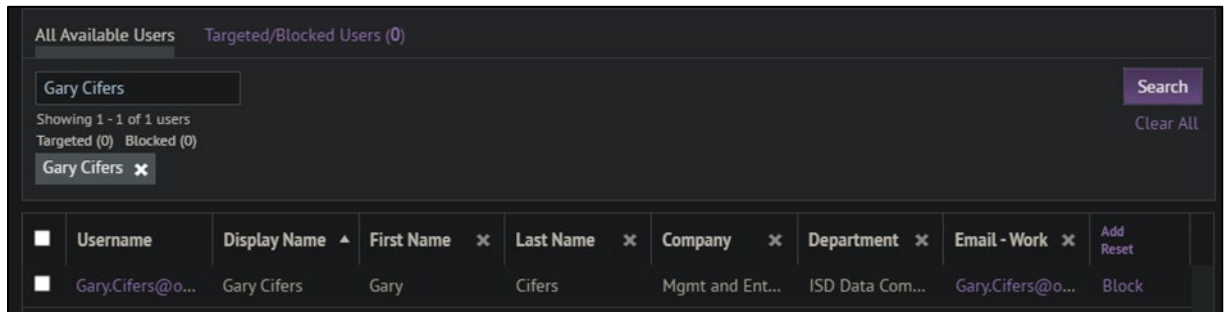 All Available Users Targeted/Blocked Users (0)
Gary Cifers Search
Showing 1 - 1 of 1 users Clear All
Targeted (0) Blocked (0)
Gary Cifers ×
Username Display Name ▲ First Name × Last Name × Company × Department × Email - Work × Add Reset
Gary.Cifers@o... Gary Cifers Gary Cifers Mgmt and Ent... ISD Data Com... Gary.Cifers@o... Block